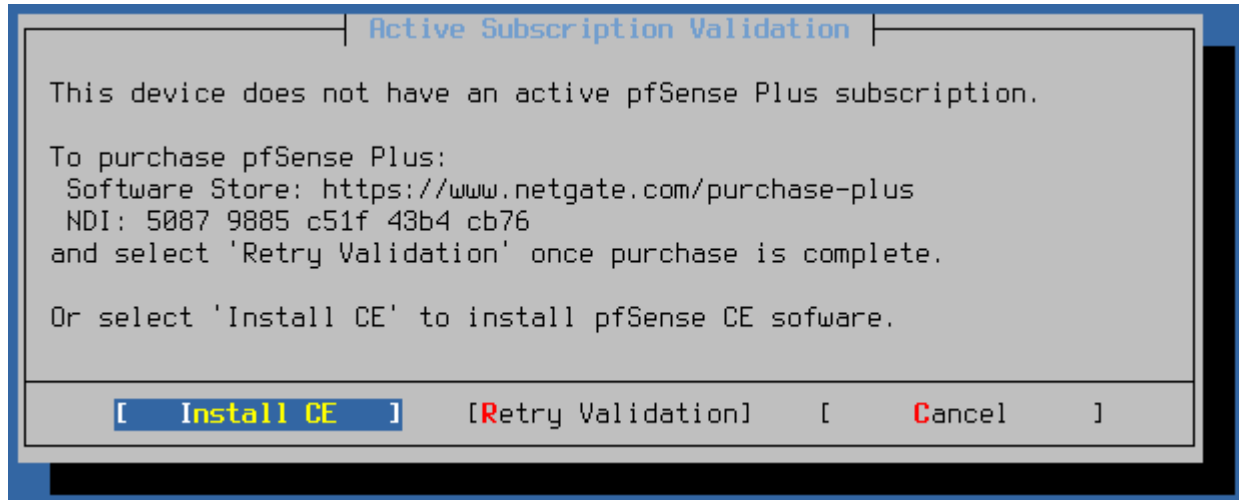 Active Subscription Validation
This device does not have an active pfSense Plus subscription.
To purchase pfSense Plus:
Software Store: https://www.netgate.com/purchase-plus
NDI: 5087 9885 c51f 43b4 cb76
and select 'Retry Validation' once purchase is complete.
Or select 'Install CE' to install pfSense CE sofware.
[ Install CE ] [Retry Validation] [ Cancel ]